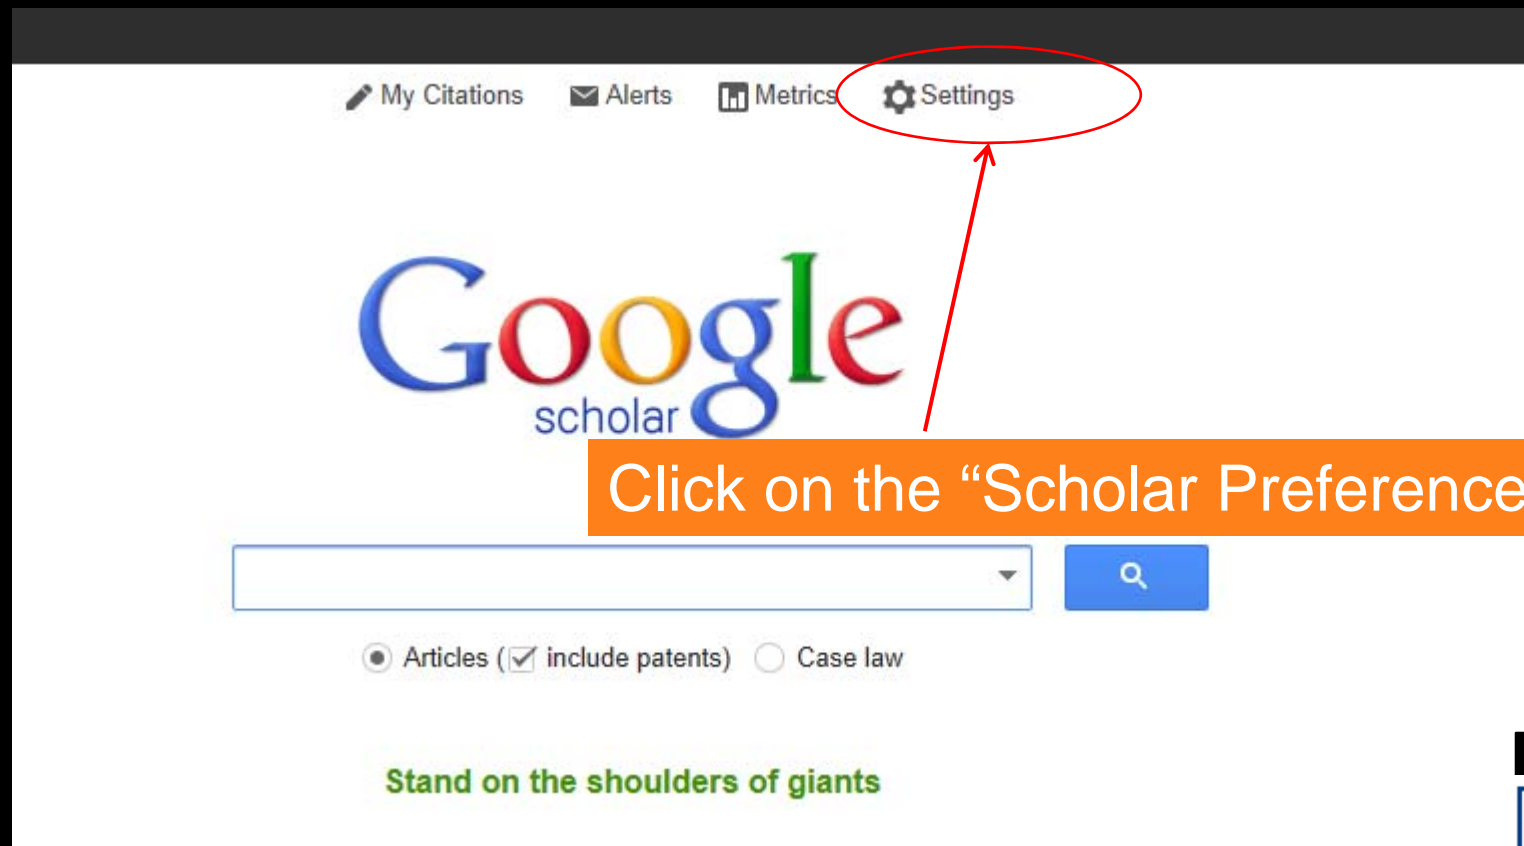 My Citations Alerts Metrics Settings
Google
scholar
Click on the “Scholar Preference
Articles ( include patents) Case law
Stand on the shoulders of giants